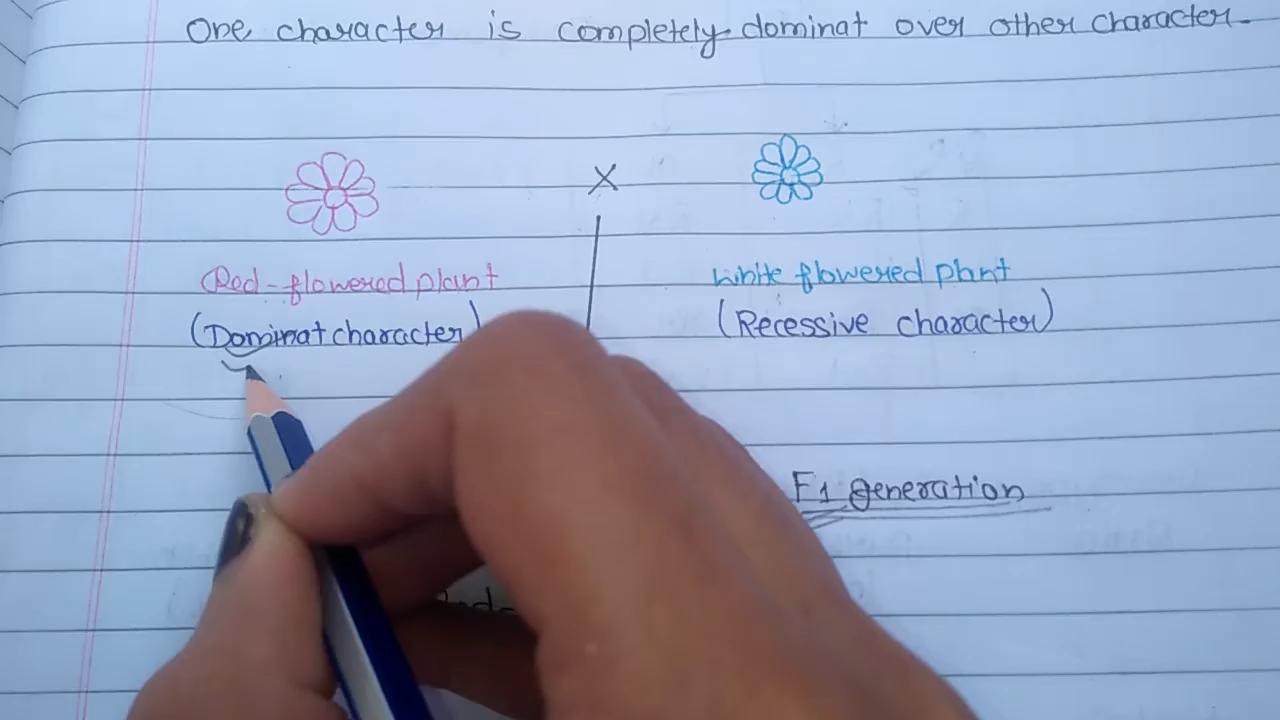 One character is completely dominat over other character.
X
Red-flowered plant
White flowered plant
(Dominat character)
(Recessive character)
F1 generation